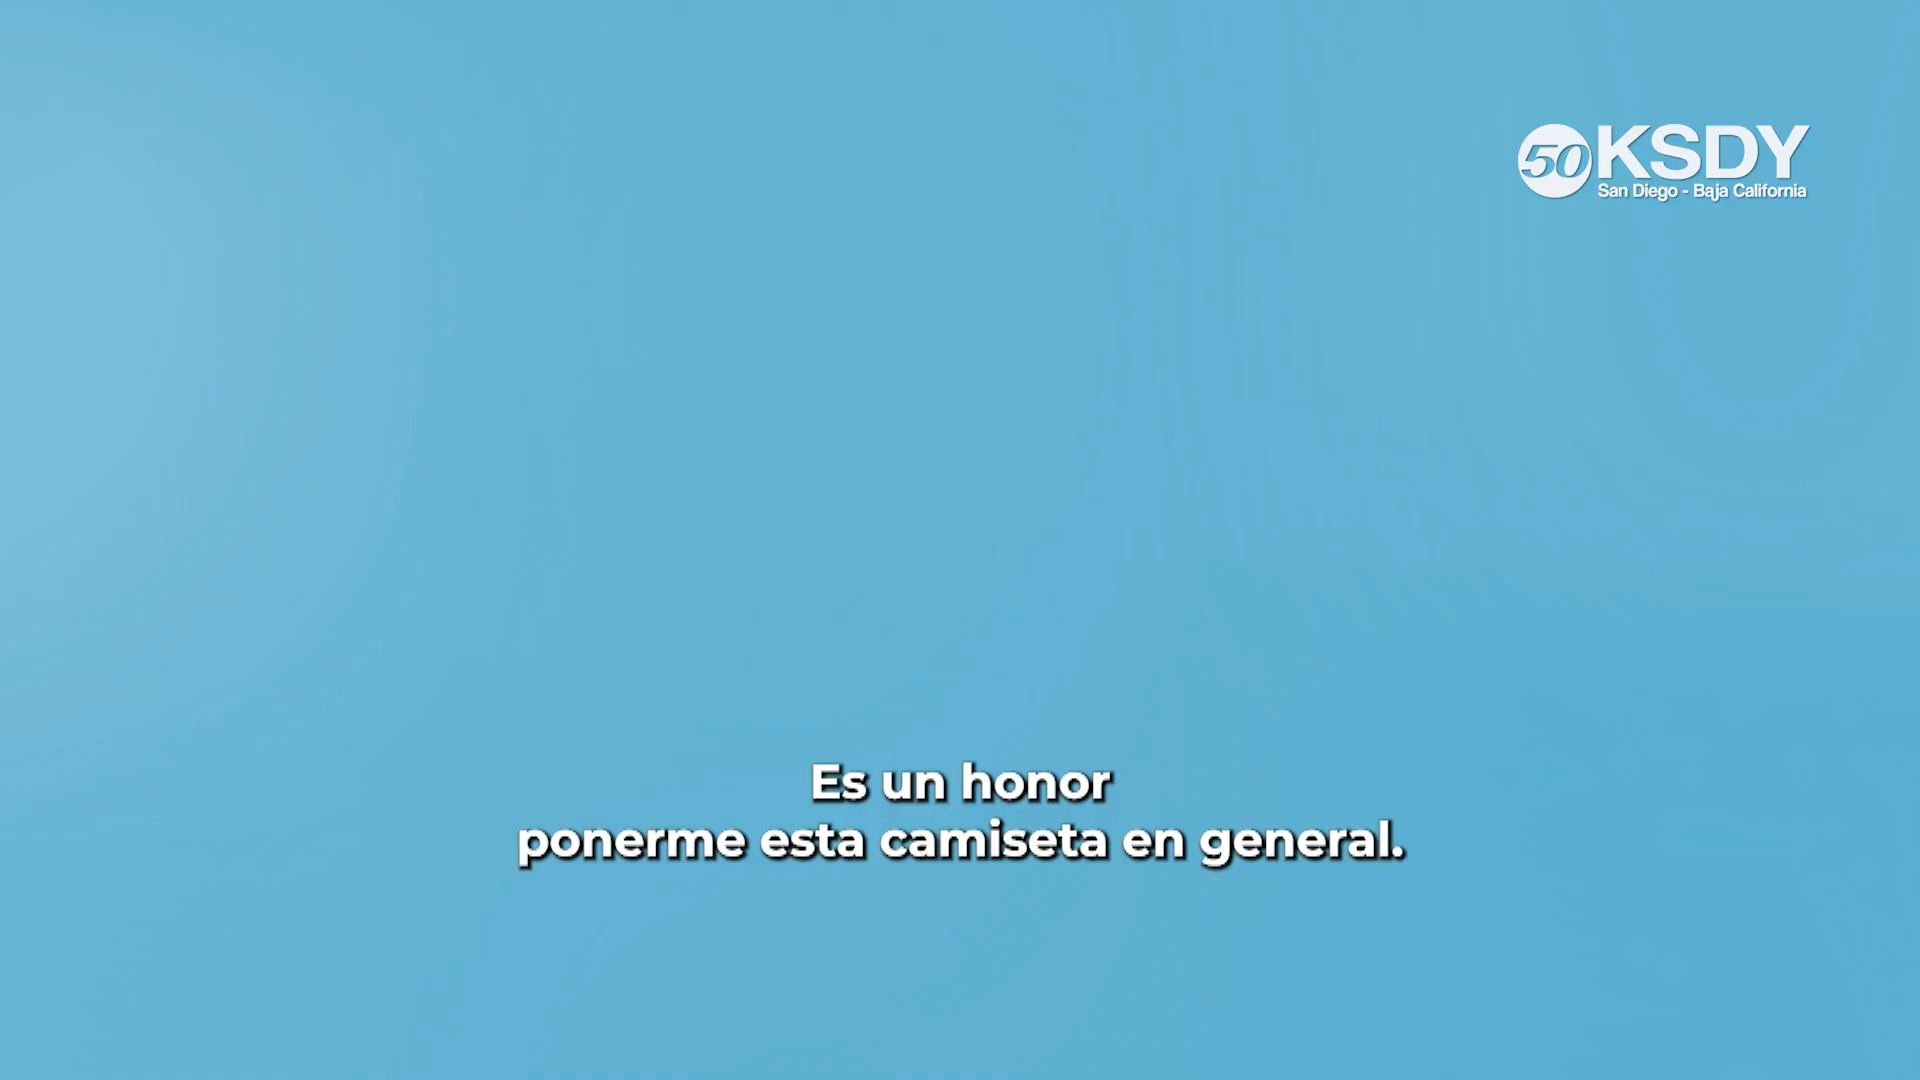 50 KSDY
San Diego - Baja California
Es un honor
ponerme esta camiseta en general.